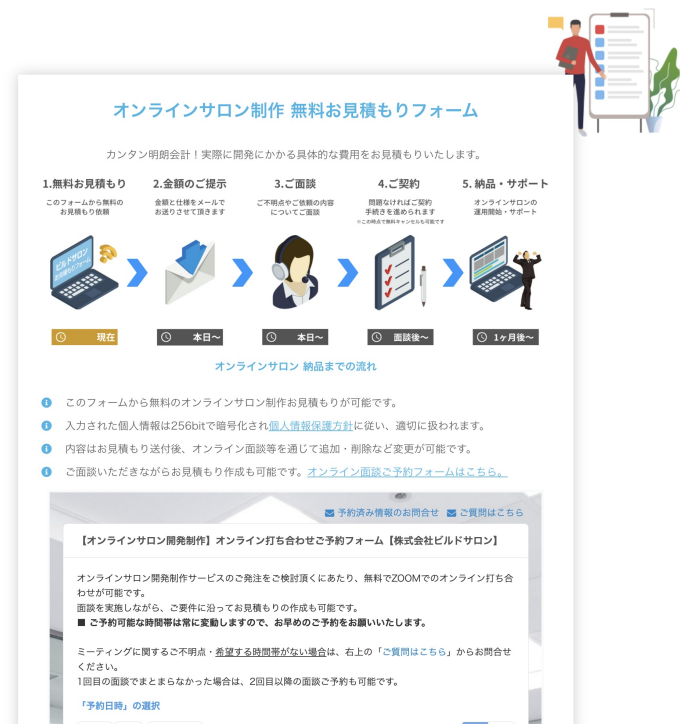 オンラインサロン制作 無料お見積もりフォーム
カンタン明朗会計！実際に開発にかかる具体的な費用をお見積もりいたします。
1.無料お見積もり
このフォームから無料の
お見積もり依頼
2.金額のご提示
金額と仕様をメールで
お送りさせて頂きます
3.ご面談
ご不明点やご依頼の内容
についてご面談
4.ご契約
問題なければご契約
手続きを進められます
※この時点で無料キャンセルも可能です
5. 納品・サポート
オンラインサロンの
運用開始・サポート
ビルドサロン
お見積もりフォーム
現在
本日〜
本日〜
面談後〜
1ヶ月後〜
オンラインサロン 納品までの流れ
このフォームから無料のオンラインサロン制作お見積もりが可能です。
入力された個人情報は256bitで暗号化され個人情報保護方針に従い、適切に扱われます。
内容はお見積もり送付後、オンライン面談等を通じて追加・削除など変更が可能です。
ご面談いただきながらお見積もり作成も可能です。オンライン面談ご予約フォームはこちら。
予約済み情報のお問合せ ご質問はこちら
【オンラインサロン開発制作】オンライン打ち合わせご予約フォーム【株式会社ビルドサロン】
オンラインサロン開発制作サービスのご発注をご検討頂くにあたり、無料でZOOMでのオンライン打ち合
わせが可能です。
面談を実施しながら、ご要件に沿ってお見積もりの作成も可能です。
■ ご予約可能な時間帯は常に変動しますので、お早めのご予約をお願いいたします。
ミーティングに関するご不明点・希望する時間帯がない場合は、右上の「ご質問はこちら」からお問合せ
ください。
1回目の面談でまとまらなかった場合は、2回目以降の面談ご予約も可能です。
「予約日時」の選択